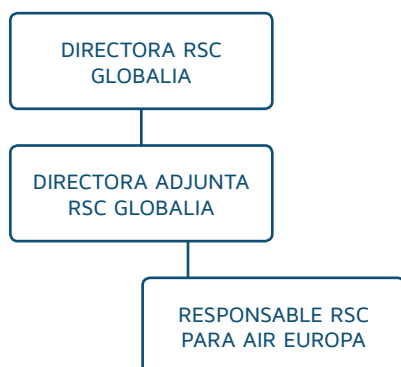 DIRECTORA RSC
GLOBALIA
DIRECTORA ADJUNTA
RSC GLOBALIA
RESPONSABLE RSC
PARA AIR EUROPA